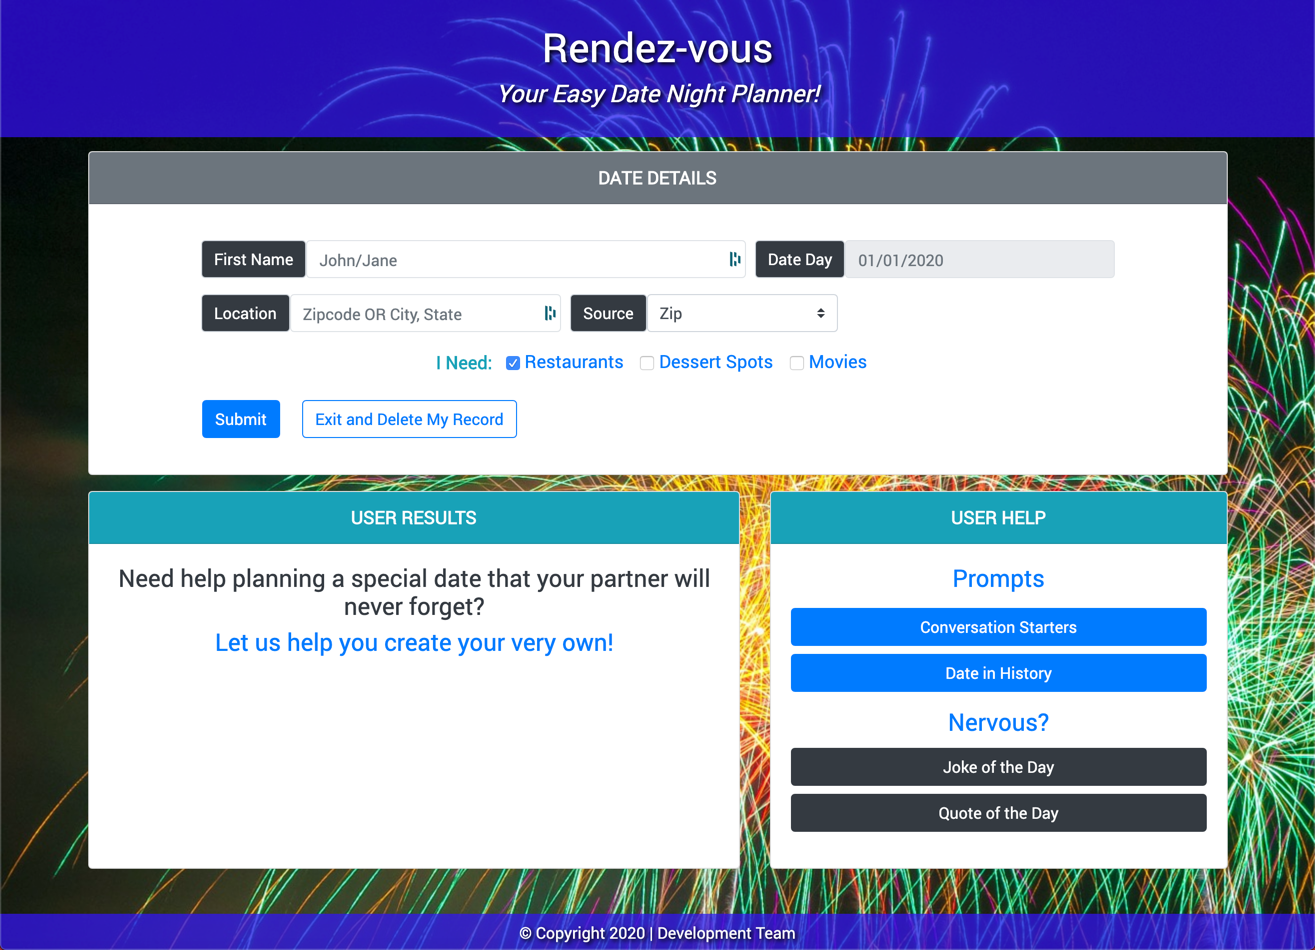 Rendez-vous
Your Easy Date Night Planner!
DATE DETAILS
First Name John/Jane Date Day 01/01/2020
Location Zipcode OR City, State Source Zip
I Need: Restaurants Dessert Spots Movies
Submit Exit and Delete My Record
USER RESULTS
Need help planning a special date that your partner will
never forget?
Let us help you create your very own!
USER HELP
Prompts
Conversation Starters
Date in History
Nervous?
Joke of the Day
Quote of the Day
© Copyright 2020 | Development Team